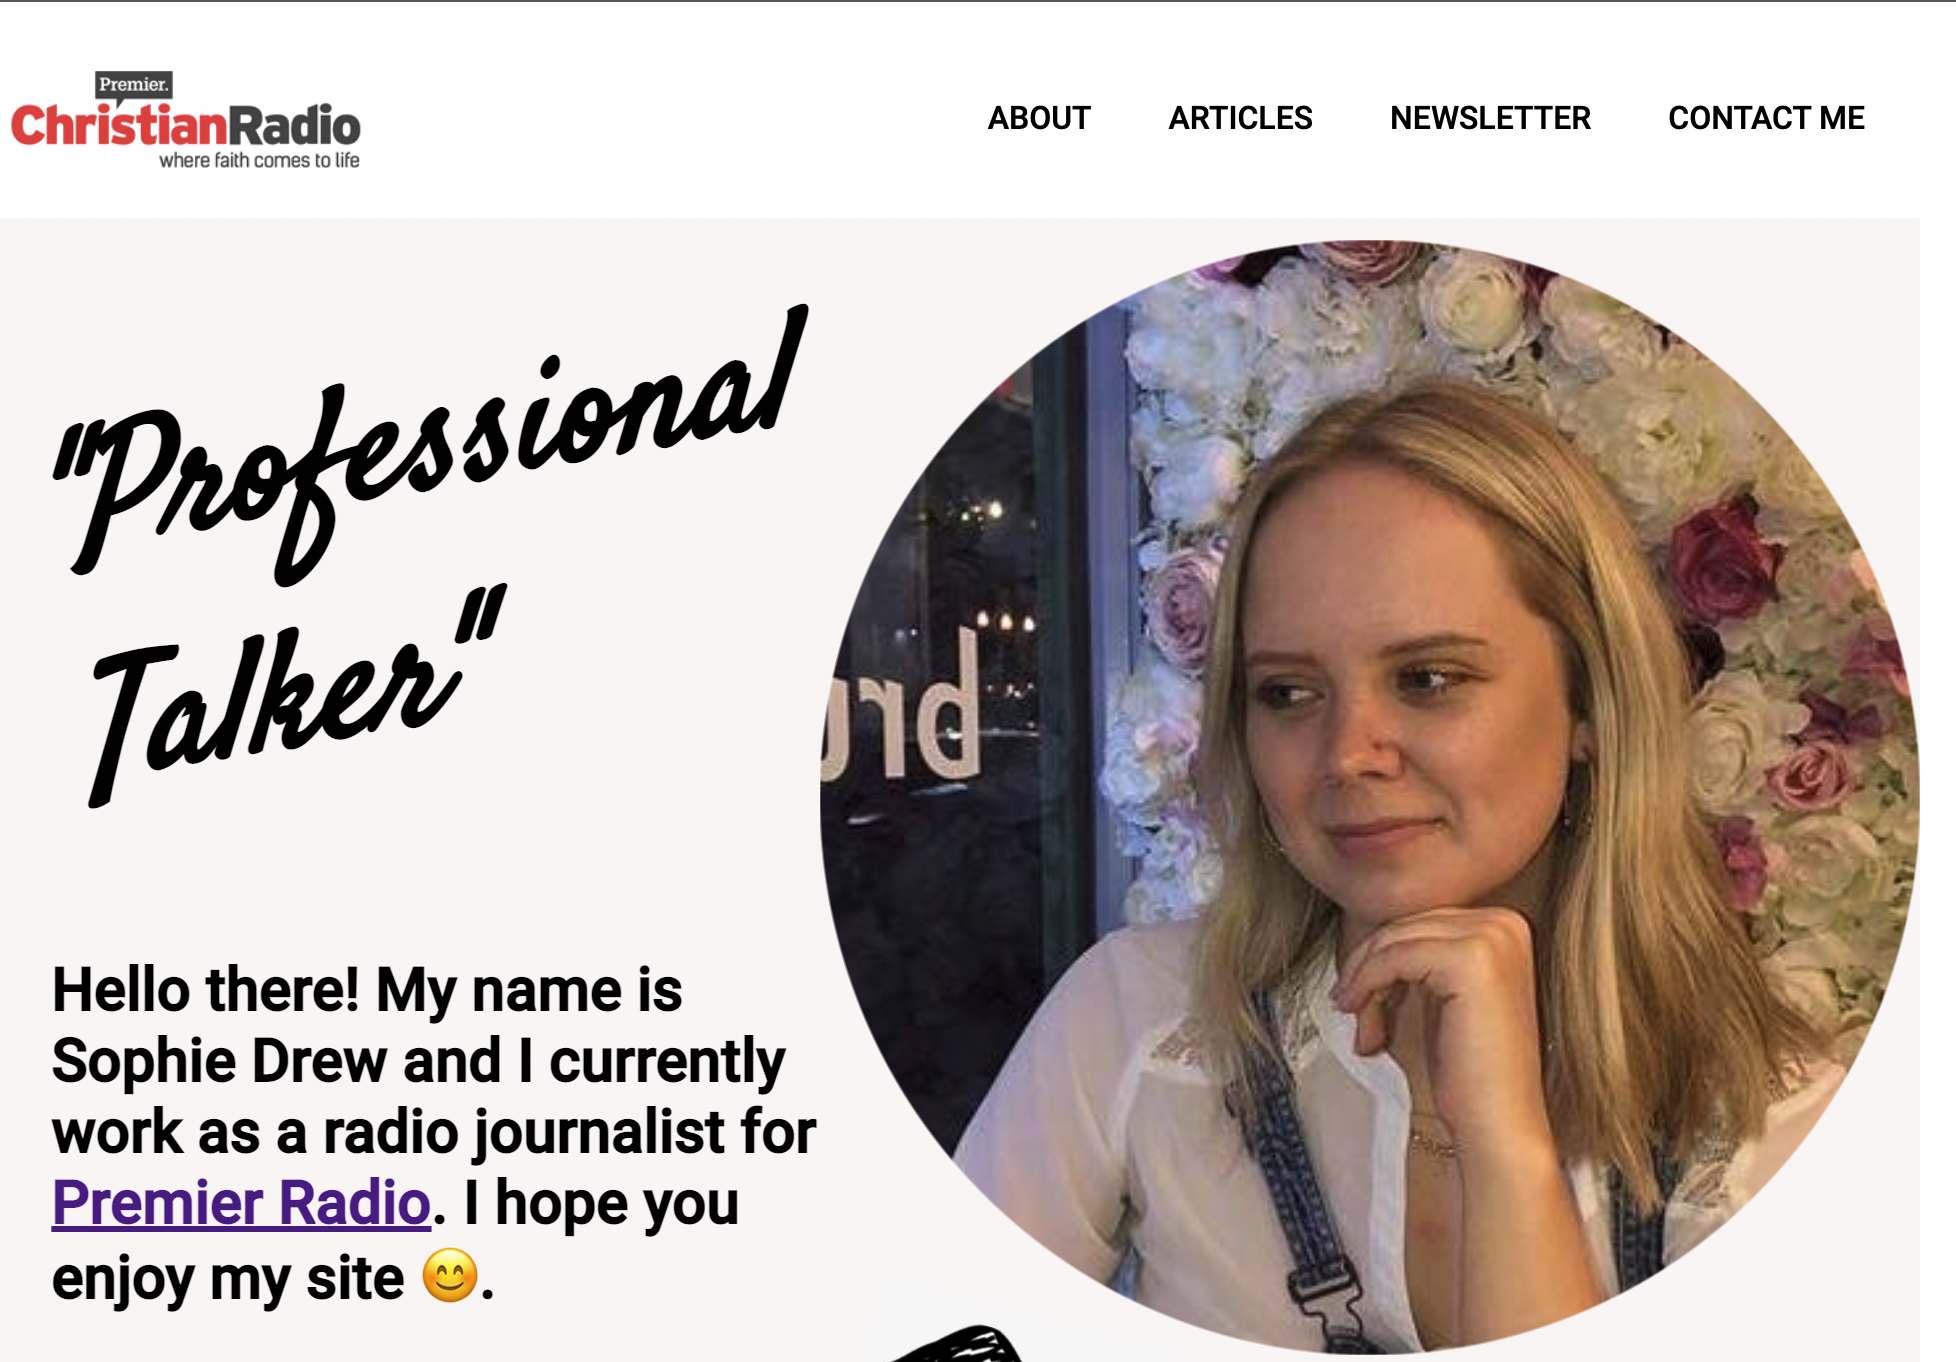 Premier.
ChristianRadio
where faith comes to life
ABOUT ARTICLES NEWSLETTER CONTACT ME
"Professional
Talker"
bru
Hello there! My name is
Sophie Drew and I currently
work as a radio journalist for
Premier Radio. I hope you
enjoy my site 😊.